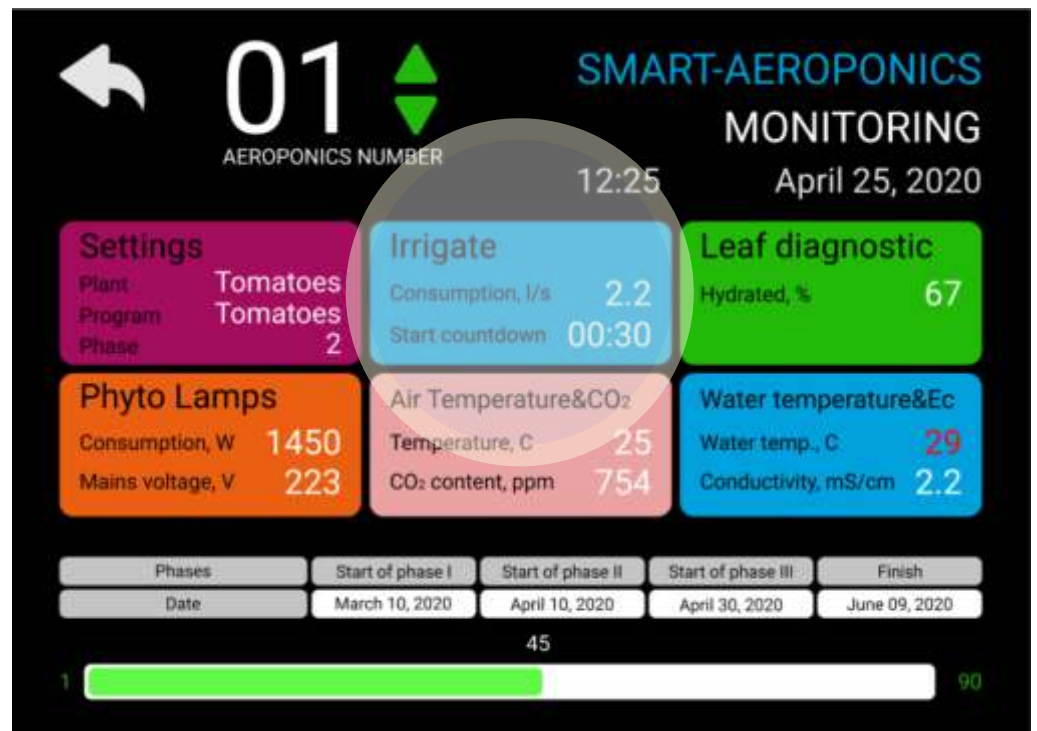 01
AEROPONICS NUMBER
SMART-AEROPONICS
MONITORING
12:25 April 25, 2020
Settings
Plant Tomatoes
Program Tomatoes
Phase 2
Irrigate
Consumption, l/s 2.2
Start countdown 00:30
Leaf diagnostic
Hydrated, % 67
Phyto Lamps
Consumption, W 1450
Mains voltage, V 223
Air Temperature&CO₂
Temperature, C 25
CO₂ content, ppm 754
Water temperature&Ec
Water temp., C 29
Conductivity, mS/cm 2.2
Phases Start of phase I Start of phase II Start of phase III Finish
Date March 10, 2020 April 10, 2020 April 30, 2020 June 09, 2020
45
1 90